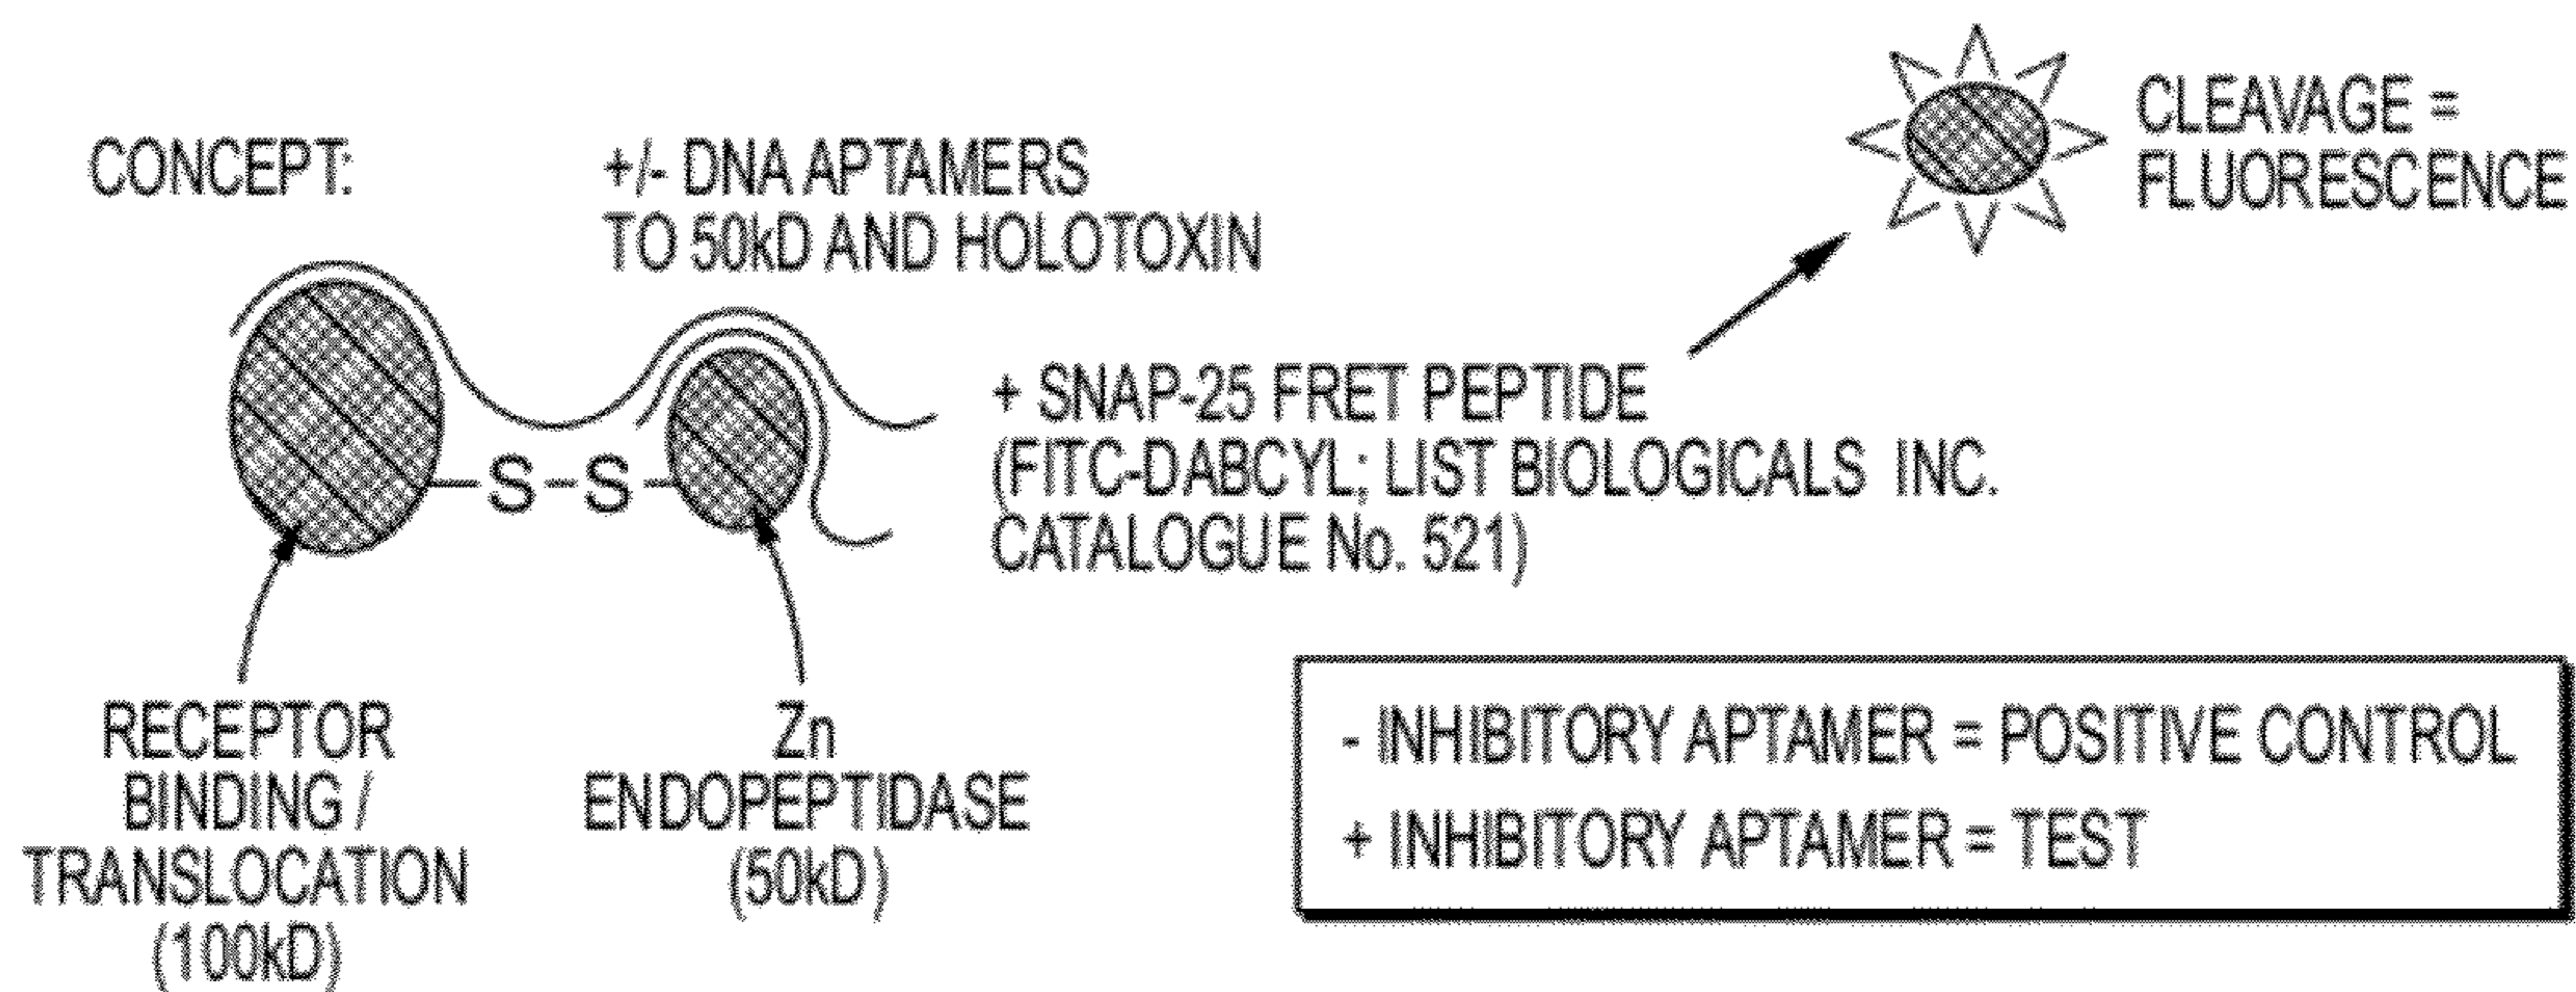 CONCEPT:
+/- DNA APTAMERS
TO 50kD AND HOLOTOXIN
CLEAVAGE =
FLUORESCENCE
-S-S-
+ SNAP-25 FRET PEPTIDE
(FITC-DABCYL; LIST BIOLOGICALS INC.
CATALOGUE No. 521)
RECEPTOR
BINDING /
TRANSLOCATION
(100kD)
Zn
ENDOPEPTIDASE
(50kD)
- INHIBITORY APTAMER = POSITIVE CONTROL
+ INHIBITORY APTAMER = TEST